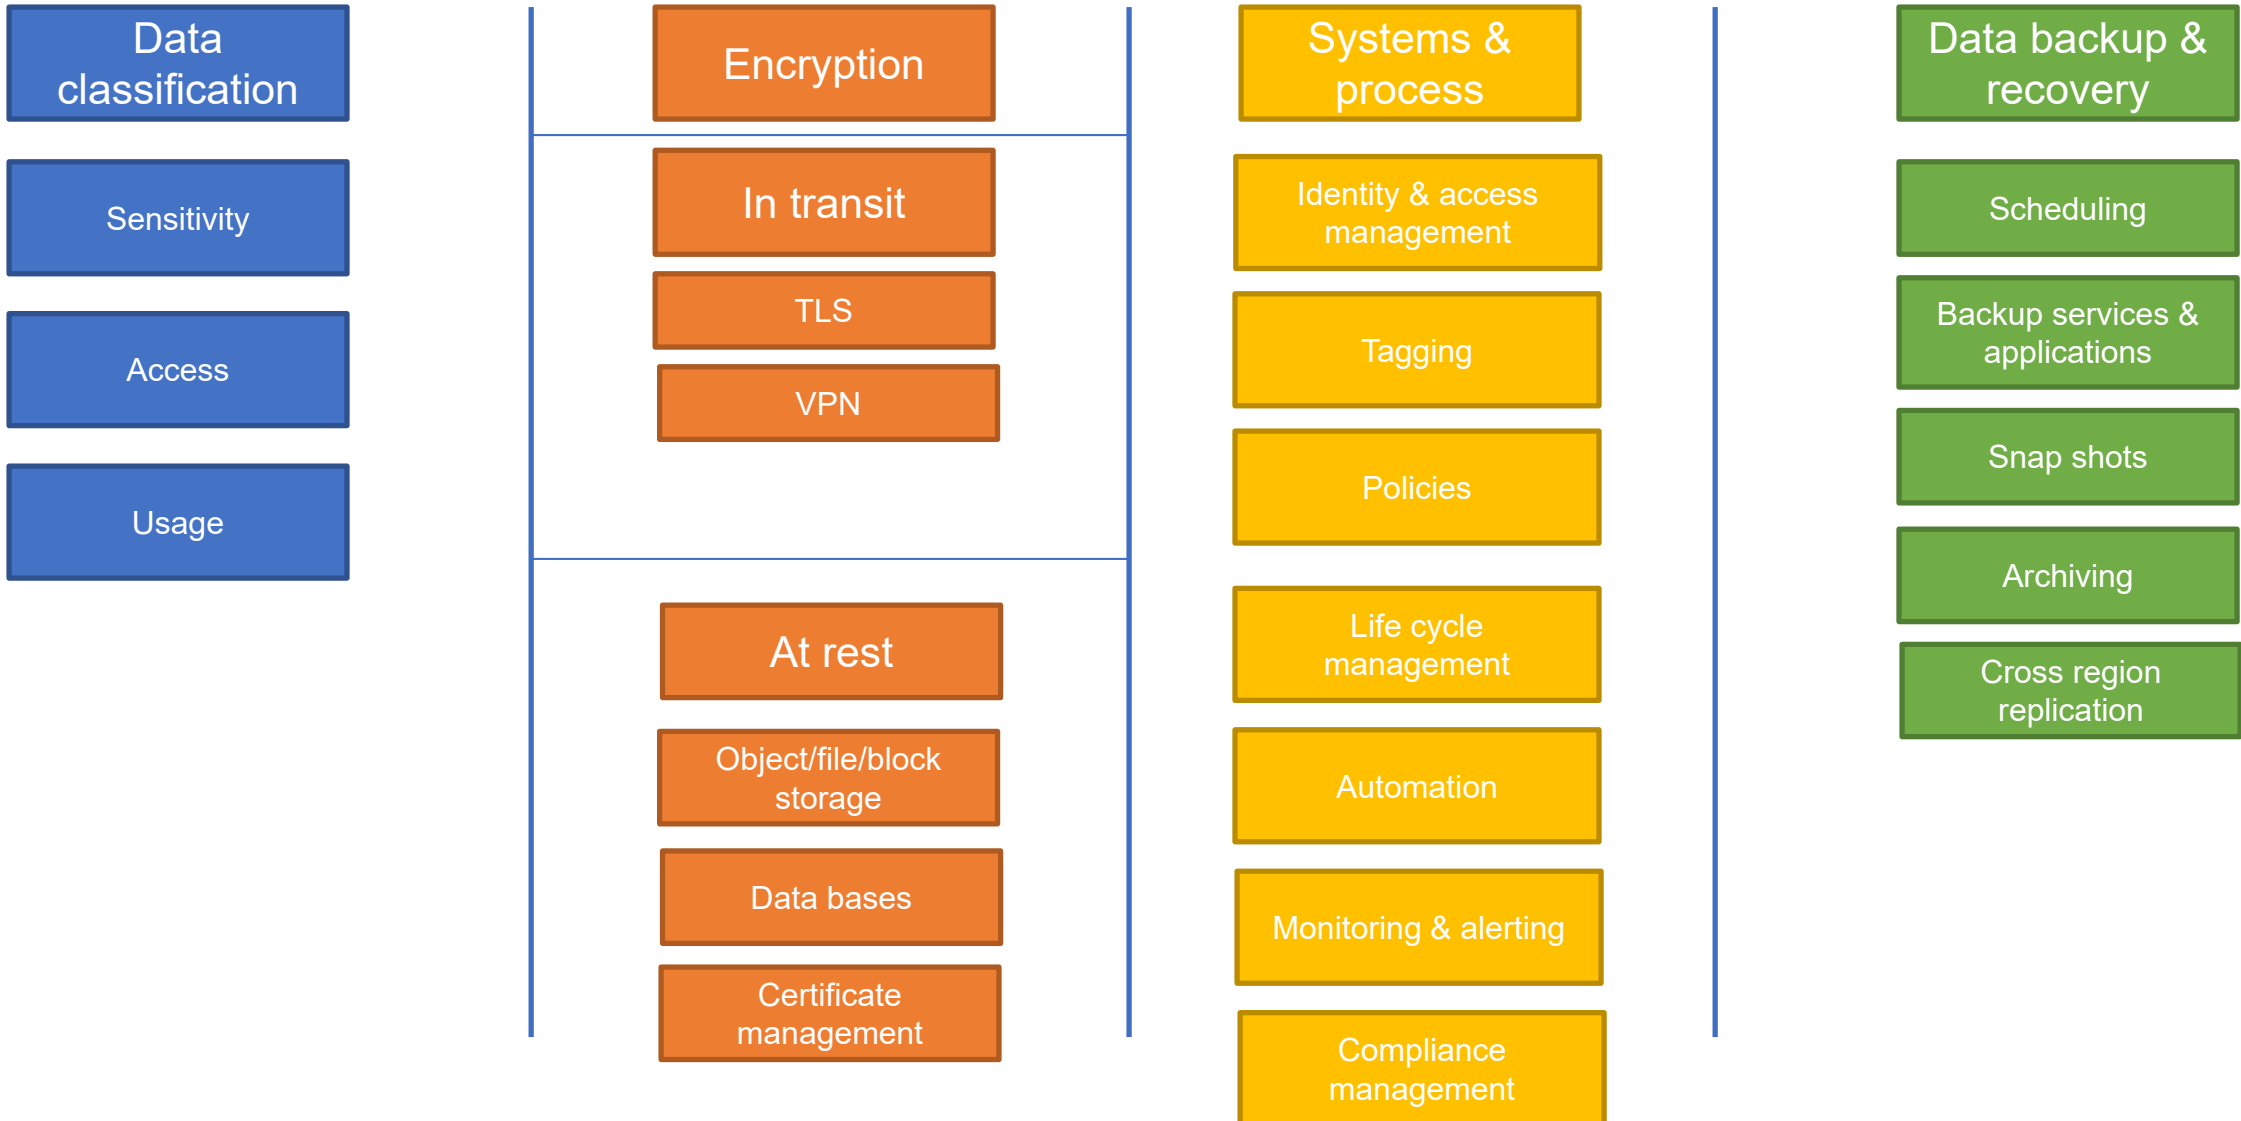 Data
classification
Sensitivity
Access
Usage
Encryption
In transit
TLS
VPN
At rest
Object/file/block
storage
Data bases
Certificate
management
Systems &
process
Identity & access
management
Tagging
Policies
Life cycle
management
Automation
Monitoring & alerting
Compliance
management
Data backup &
recovery
Scheduling
Backup services &
applications
Snap shots
Archiving
Cross region
replication